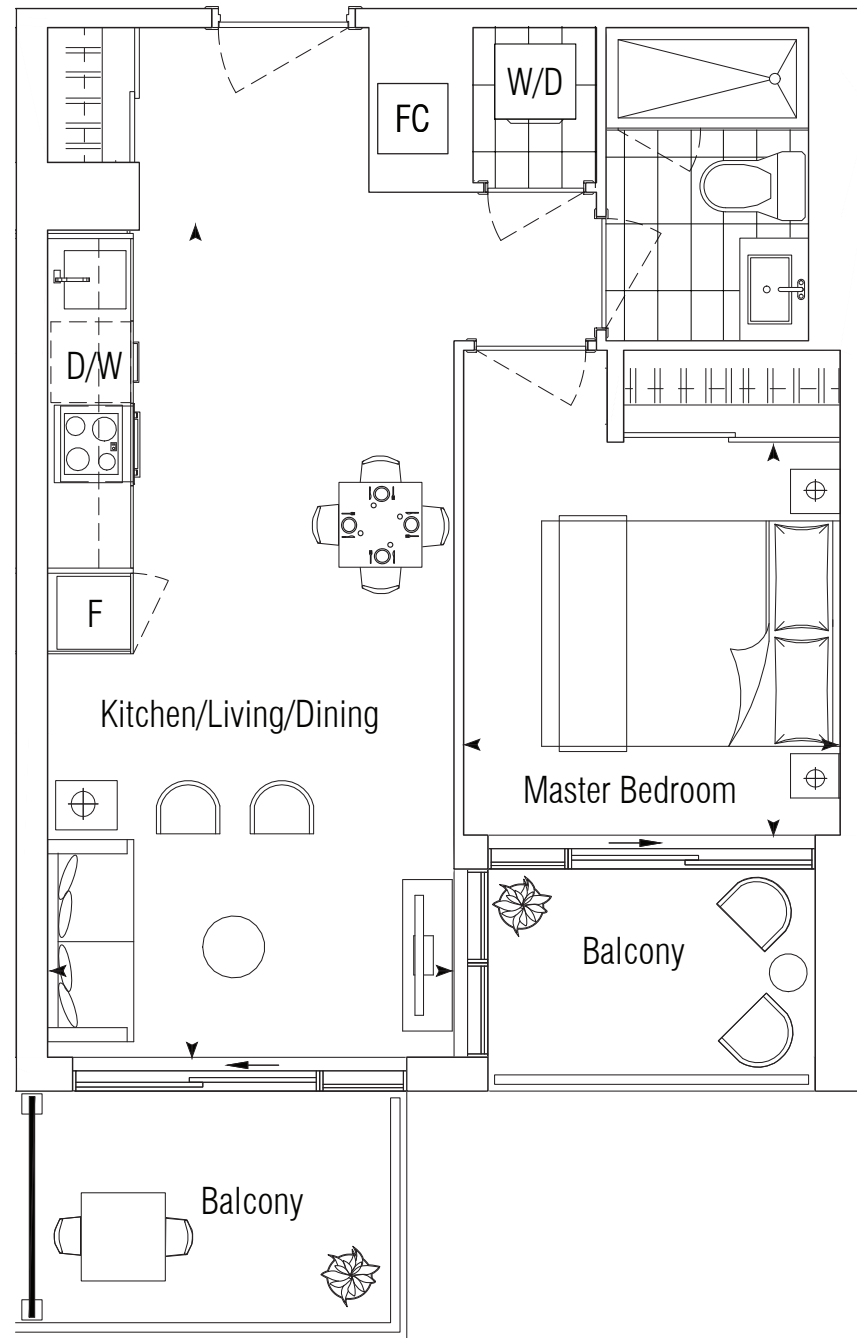 W/D
FC
D/W
F
Kitchen/Living/Dining
Master Bedroom
Balcony
Balcony